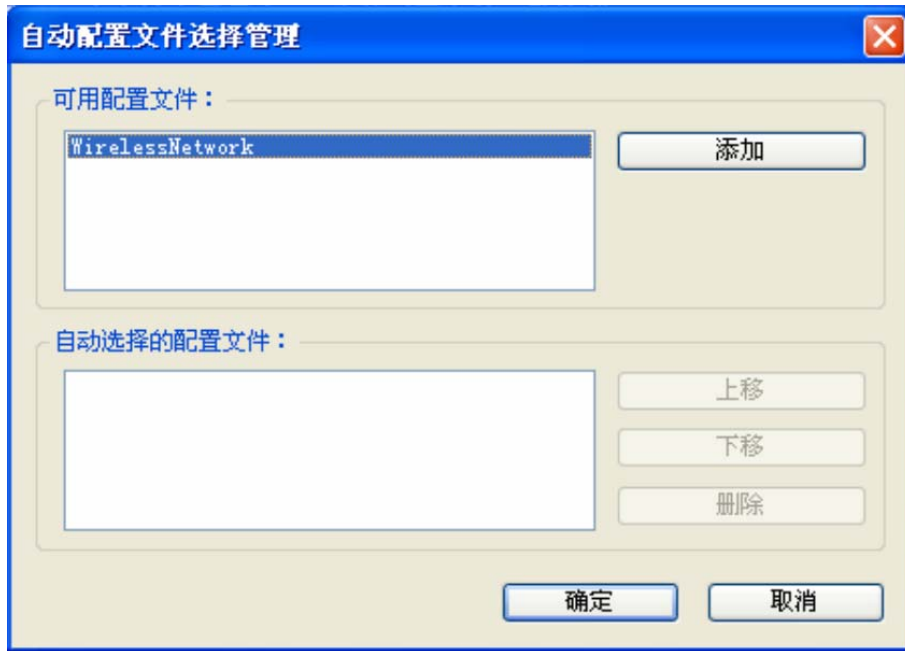 自动配置文件选择管理
可用配置文件：
WirelessNetwork
添加
自动选择的配置文件：
上移
下移
删除
确定
取消